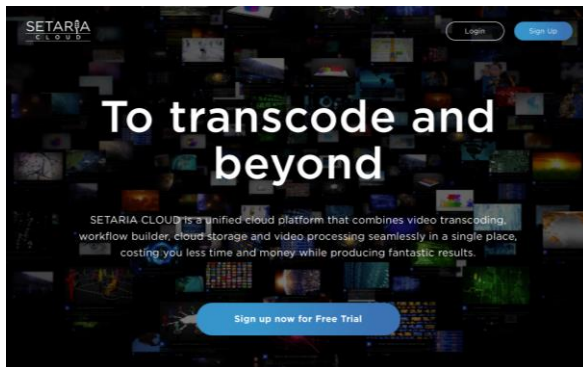 SETARIA
CLOUD
Login
Sign Up
To transcode and
beyond
SETARIA CLOUD is a unified cloud platform that combines video transcoding,
workflow builder, cloud storage and video processing seamlessly in a single place,
costing you less time and money while producing fantastic results.
Sign up now for Free Trial